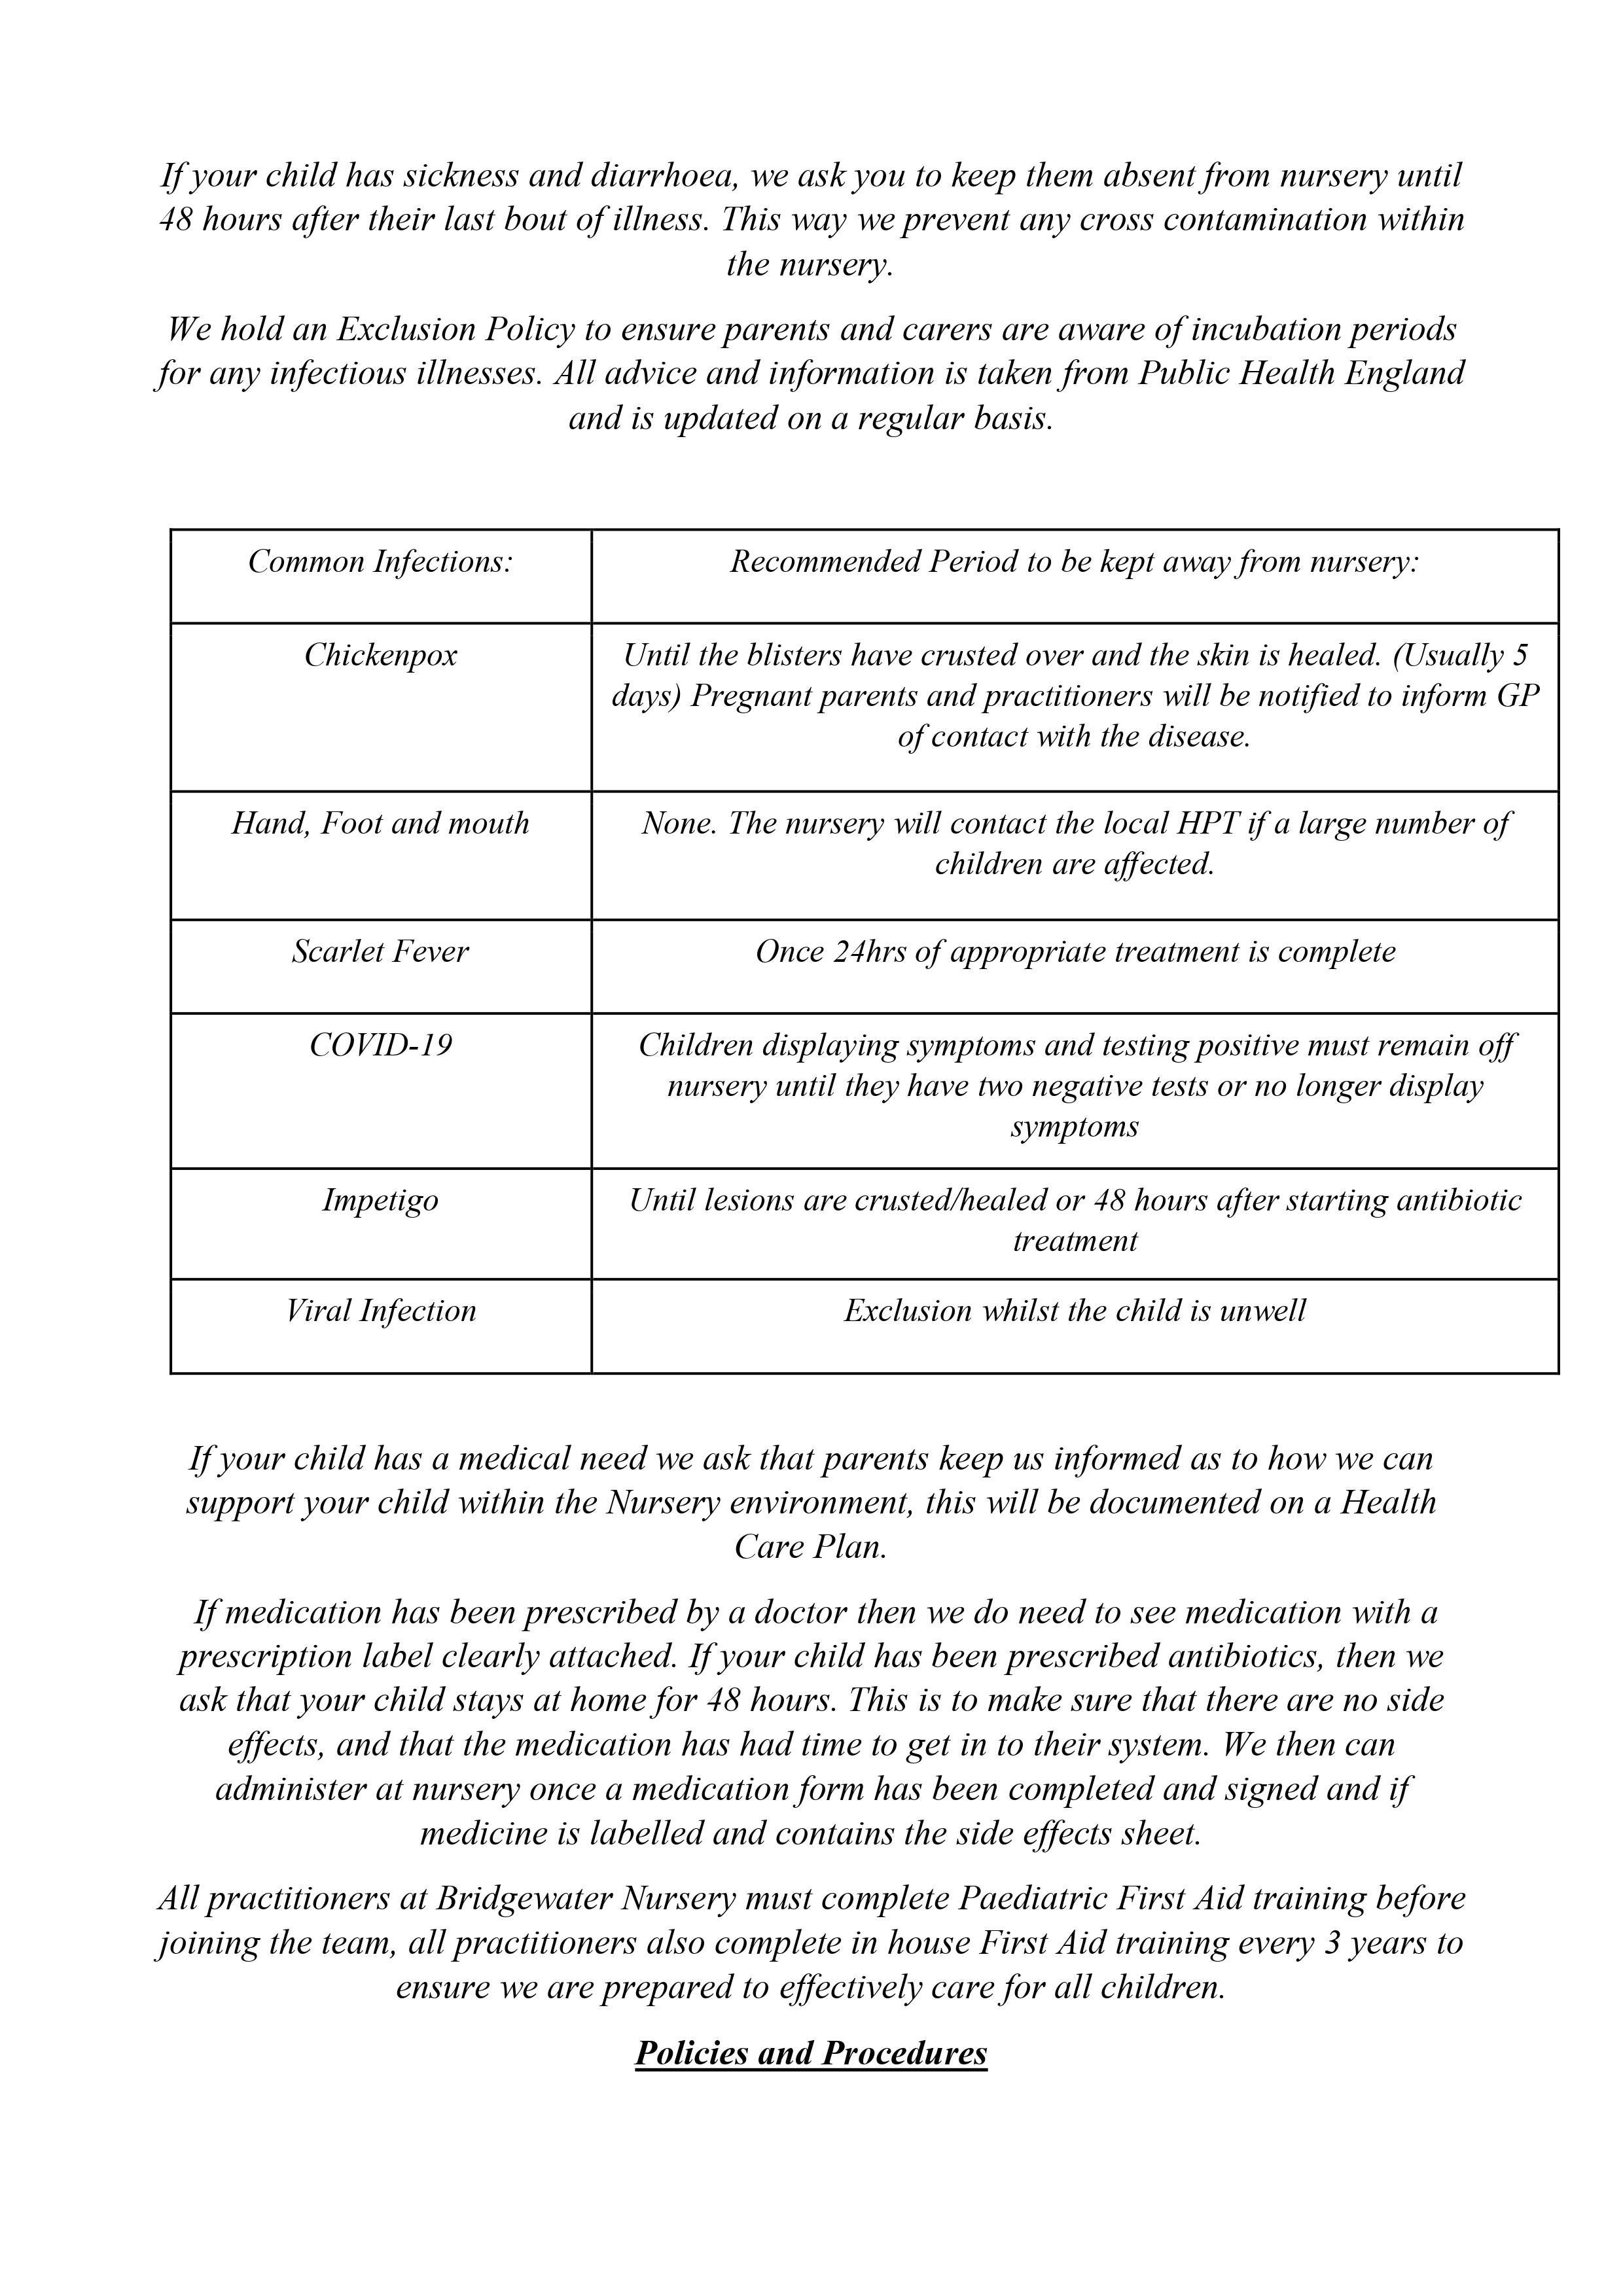 If your child has sickness and diarrhoea, we ask you to keep them absent from nursery until
48 hours after their last bout of illness. This way we prevent any cross contamination within
the nursery.
We hold an Exclusion Policy to ensure parents and carers are aware of incubation periods
for any infectious illnesses. All advice and information is taken from Public Health England
and is updated on a regular basis.
Common Infections:
Recommended Period to be kept away from nursery:
Chickenpox
Until the blisters have crusted over and the skin is healed. (Usually 5
days) Pregnant parents and practitioners will be notified to inform GP
of contact with the disease.
Hand, Foot and mouth
None. The nursery will contact the local HPT if a large number of
children are affected.
Scarlet Fever
Once 24hrs of appropriate treatment is complete
COVID-19
Children displaying symptoms and testing positive must remain off
nursery until they have two negative tests or no longer display
symptoms
Impetigo
Until lesions are crusted/healed or 48 hours after starting antibiotic
treatment
Viral Infection
Exclusion whilst the child is unwell
If your child has a medical need we ask that parents keep us informed as to how we can
support your child within the Nursery environment, this will be documented on a Health
Care Plan.
If medication has been prescribed by a doctor then we do need to see medication with a
prescription label clearly attached. If your child has been prescribed antibiotics, then we
ask that your child stays at home for 48 hours. This is to make sure that there are no side
effects, and that the medication has had time to get in to their system. We then can
administer at nursery once a medication form has been completed and signed and if
medicine is labelled and contains the side effects sheet.
All practitioners at Bridgewater Nursery must complete Paediatric First Aid training before
joining the team, all practitioners also complete in house First Aid training every 3 years to
ensure we are prepared to effectively care for all children.
Policies and Procedures